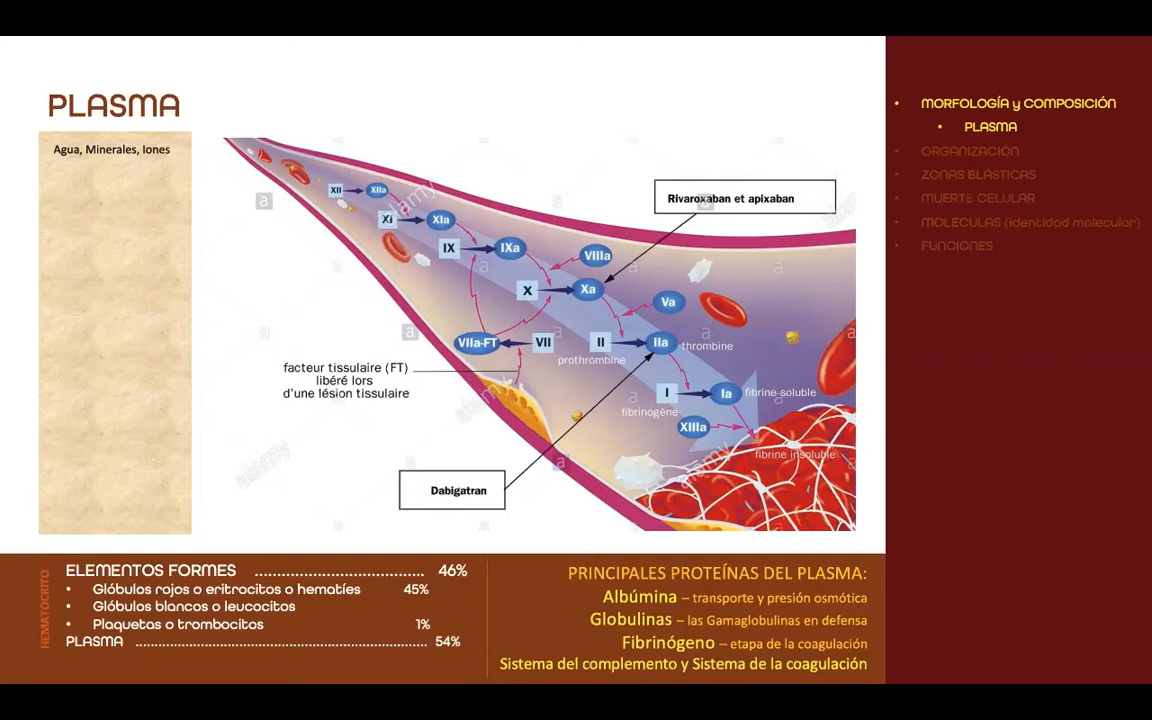 PLASMA
Agua, Minerales, Iones
XII
XIIa
XI
XIa
IX
IXa
VIIIa
X
Xa
Va
VIIa-FT
VII
II
IIa
prothrombine
thrombine
I
Ia
fibrinogène
fibrine soluble
XIIIa
fibrine insoluble
Rivaroxaban et apixaban
facteur tissulaire (FT)
libéré lors
d'une lésion tissulaire
Dabigatran
alamy
alamy
alamy
alamy
a
a
a
a
HEMATOCRITO
ELEMENTOS FORMES ........................................ 46%
• Glóbulos rojos o eritrocitos o hematíes 45%
• Glóbulos blancos o leucocitos
• Plaquetas o trombocitos 1%
PLASMA ........................................................................ 54%
PRINCIPALES PROTEÍNAS DEL PLASMA:
Albúmina – transporte y presión osmótica
Globulinas – las Gamaglobulinas en defensa
Fibrinógeno – etapa de la coagulación
Sistema del complemento y Sistema de la coagulación
• MORFOLOGÍA y COMPOSICIÓN
• PLASMA
• ORGANIZACIÓN
• ZONAS BLÁSTICAS
• MUERTE CELULAR
• MOLÉCULAS (identidad molecular)
• FUNCIONES